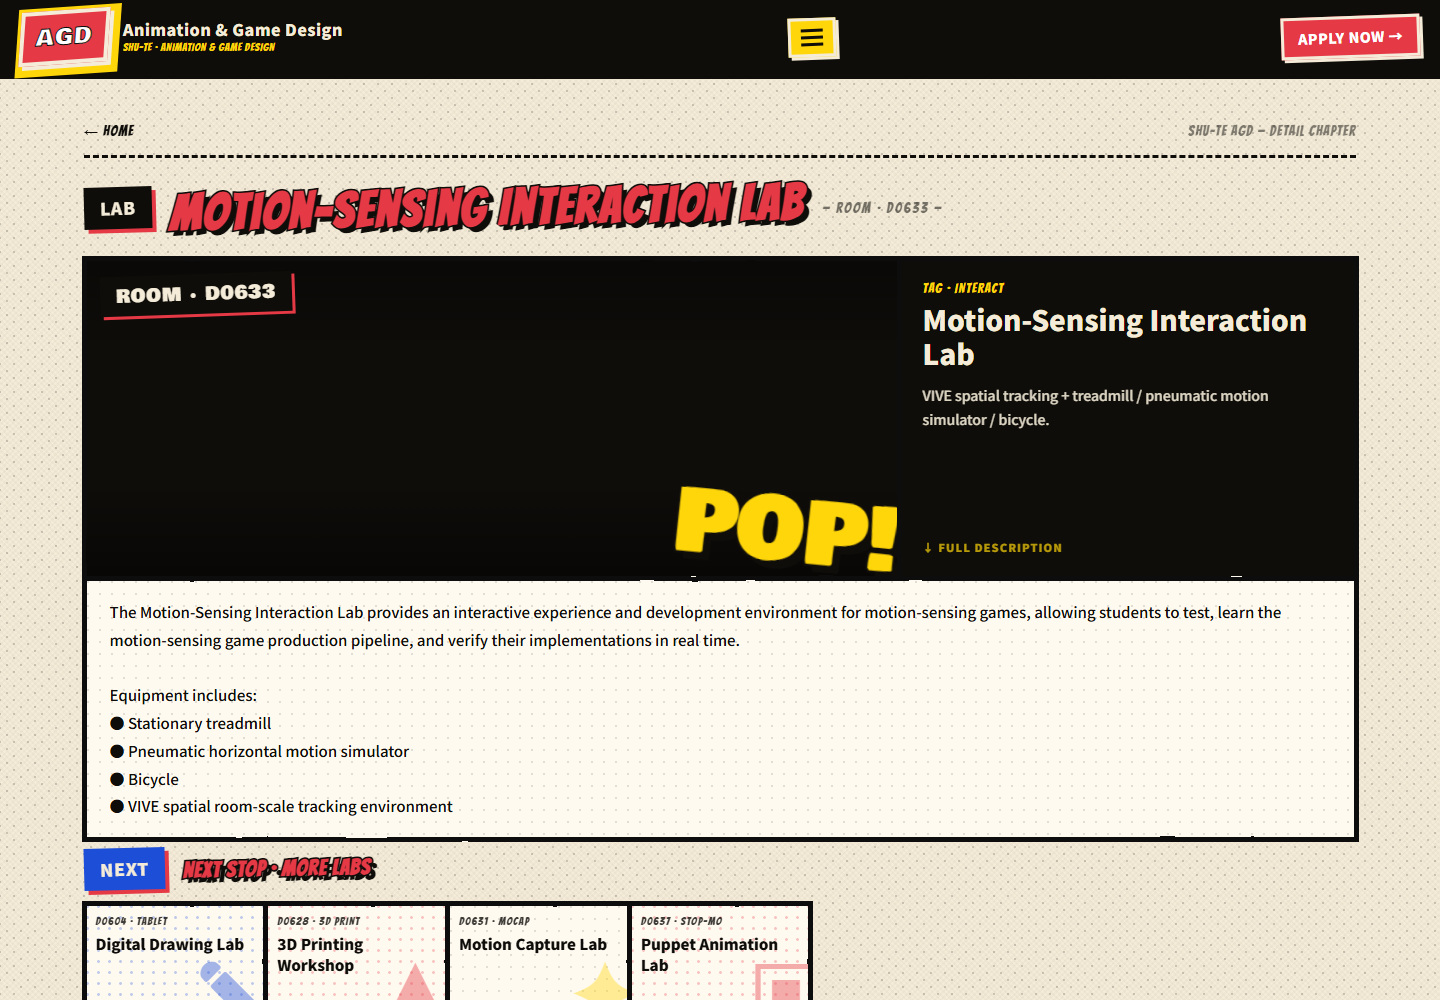 AGD
Animation & Game Design
SHU-TE · ANIMATION & GAME DESIGN
APPLY NOW →
← HOME
SHU-TE AGD – DETAIL CHAPTER
LAB
MOTION-SENSING INTERACTION LAB
– ROOM · D0633 –
ROOM · D0633
POP!
TAG · INTERACT
Motion-Sensing Interaction
Lab
VIVE spatial tracking + treadmill / pneumatic motion
simulator / bicycle.
↓ FULL DESCRIPTION
The Motion-Sensing Interaction Lab provides an interactive experience and development environment for motion-sensing games, allowing students to test, learn the
motion-sensing game production pipeline, and verify their implementations in real time.
Equipment includes:
● Stationary treadmill
● Pneumatic horizontal motion simulator
● Bicycle
● VIVE spatial room-scale tracking environment
NEXT
NEXT STOP · MORE LABS
D0604 · TABLET
Digital Drawing Lab
D0628 · 3D PRINT
3D Printing
Workshop
D0631 · MOCAP
Motion Capture Lab
D0637 · STOP-MO
Puppet Animation
Lab